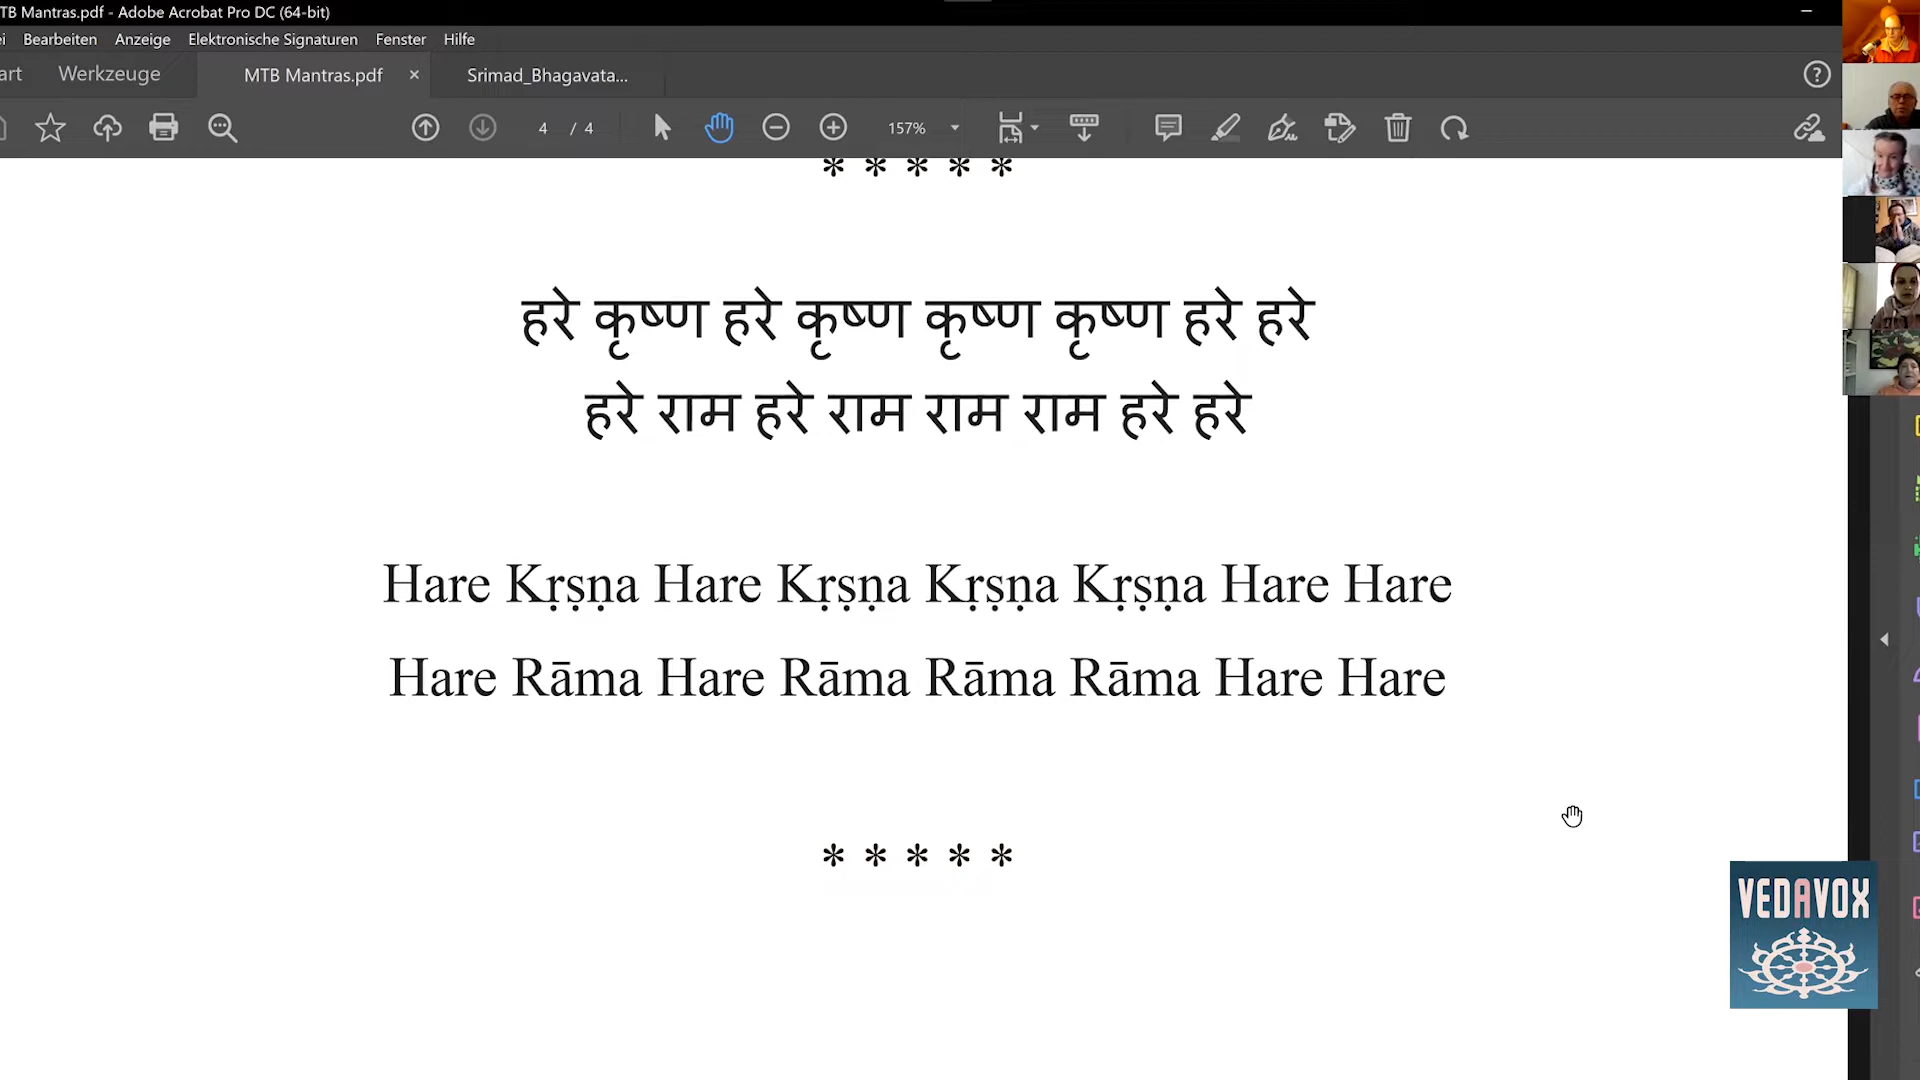 TB Mantras.pdf - Adobe Acrobat Pro DC (64-bit)
Bearbeiten Anzeige Elektronische Signaturen Fenster Hilfe
Werkzeuge MTB Mantras.pdf × Srimad_Bhagavata...
4 / 4 157%
* * * * *
हरे कृष्ण हरे कृष्ण कृष्ण कृष्ण हरे हरे
हरे राम हरे राम राम राम हरे हरे
Hare Kṛṣṇa Hare Kṛṣṇa Kṛṣṇa Kṛṣṇa Hare Hare
Hare Rāma Hare Rāma Rāma Rāma Hare Hare
* * * * *
VEDAVOX